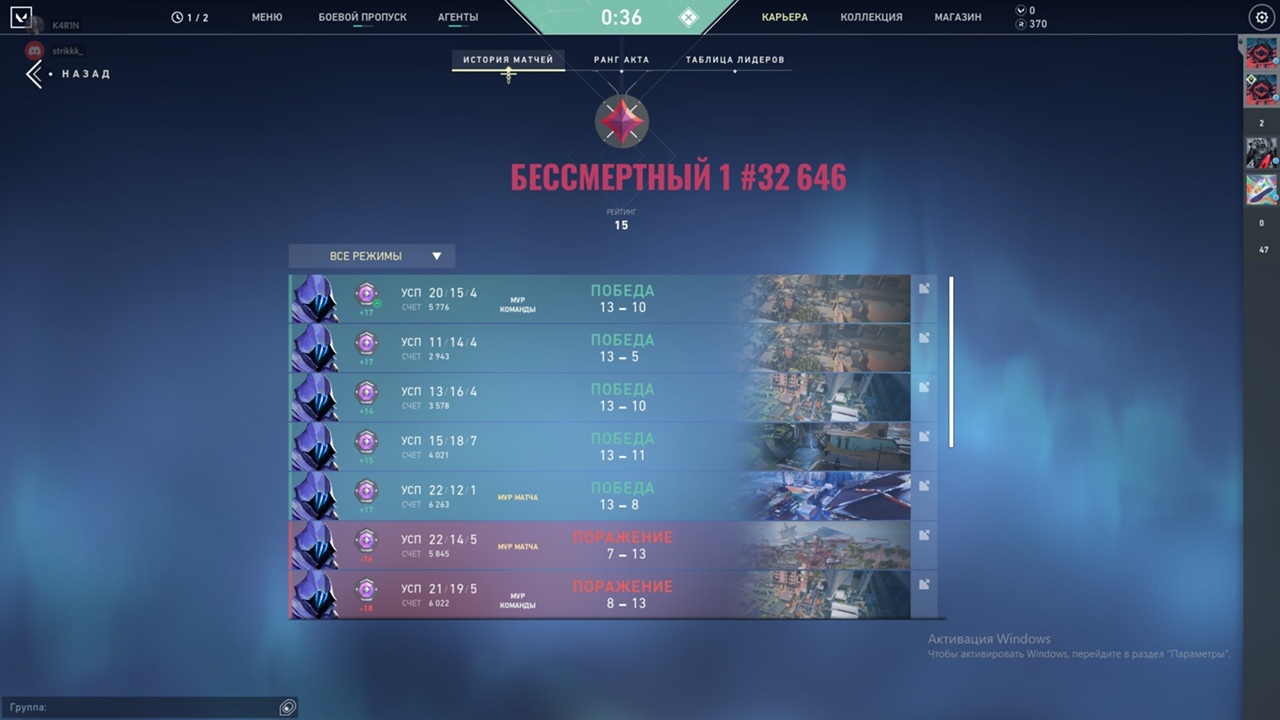 K4R1N
1 / 2
МЕНЮ
БОЕВОЙ ПРОПУСК
АГЕНТЫ
0:36
КАРЬЕРА
КОЛЛЕКЦИЯ
МАГАЗИН
0
370
strikkk_
НАЗАД
ИСТОРИЯ МАТЧЕЙ
РАНГ АКТА
ТАБЛИЦА ЛИДЕРОВ
БЕССМЕРТНЫЙ 1 #32 646
РЕЙТИНГ
15
ВСЕ РЕЖИМЫ
+17
УСП 20/15/4
СЧЕТ 5 776
MVP КОМАНДЫ
ПОБЕДА
13 – 10
+17
УСП 11/14/4
СЧЕТ 2 943
ПОБЕДА
13 – 5
+14
УСП 13/16/4
СЧЕТ 3 578
ПОБЕДА
13 – 10
+15
УСП 15/18/7
СЧЕТ 4 021
ПОБЕДА
13 – 11
+17
УСП 22/12/1
СЧЕТ 6 263
MVP МАТЧА
ПОБЕДА
13 – 8
УСП 22/14/5
СЧЕТ 5 845
MVP МАТЧА
ПОРАЖЕНИЕ
7 – 13
УСП 21/19/5
СЧЕТ 6 022
MVP КОМАНДЫ
ПОРАЖЕНИЕ
8 – 13
2
0
47
Активация Windows
Чтобы активировать Windows, перейдите в раздел "Параметры".
Группа: